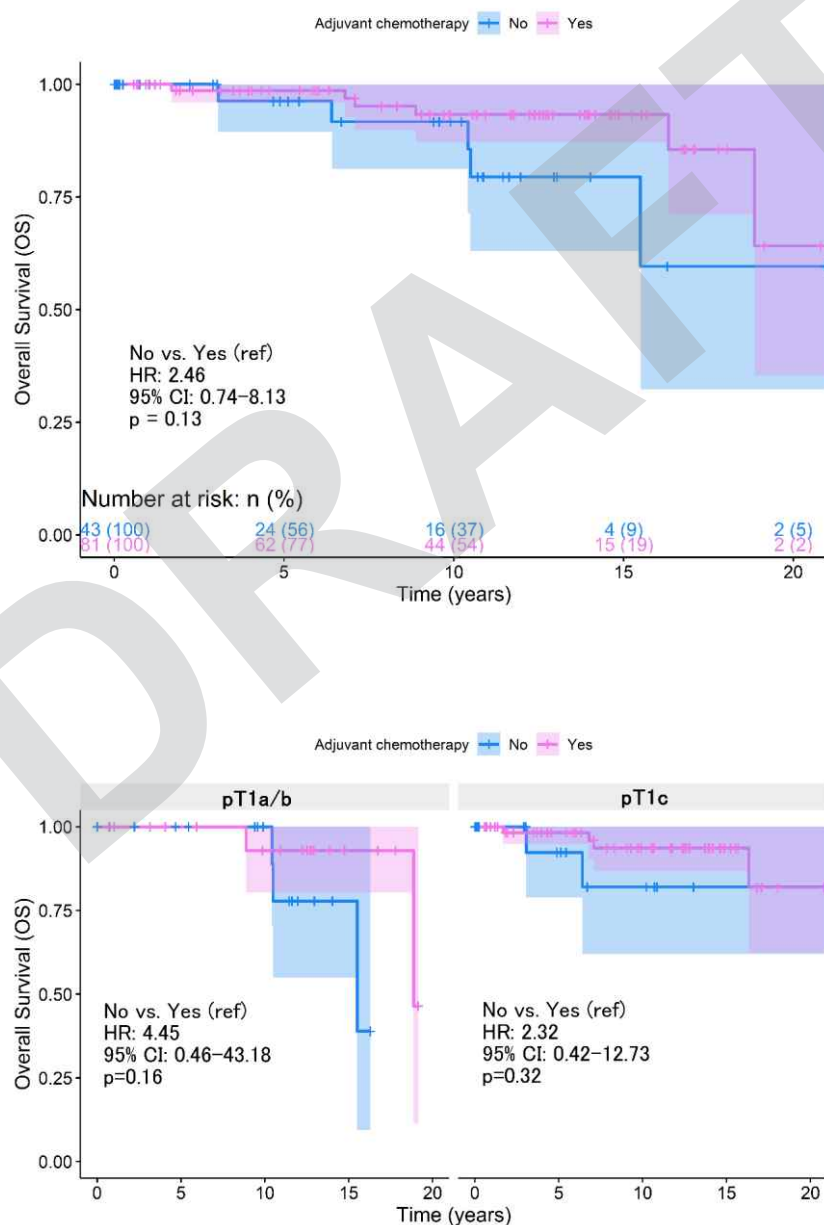 Adjuvant chemotherapy No Yes
1.00
0.75
0.50
0.25
0.00
Overall Survival (OS)
No vs. Yes (ref)
HR: 2.46
95% CI: 0.74–8.13
p = 0.13
Number at risk: n (%)
43 (100) 24 (56) 16 (37) 4 (9) 2 (5)
81 (100) 62 (77) 44 (54) 15 (19) 2 (2)
0 5 10 15 20
Time (years)
DRAFT
Adjuvant chemotherapy No Yes
pT1a/b pT1c
1.00
0.75
0.50
0.25
0.00
Overall Survival (OS)
No vs. Yes (ref)
HR: 4.45
95% CI: 0.46–43.18
p=0.16
No vs. Yes (ref)
HR: 2.32
95% CI: 0.42–12.73
p=0.32
0 5 10 15 20 0 5 10 15 20
Time (years)